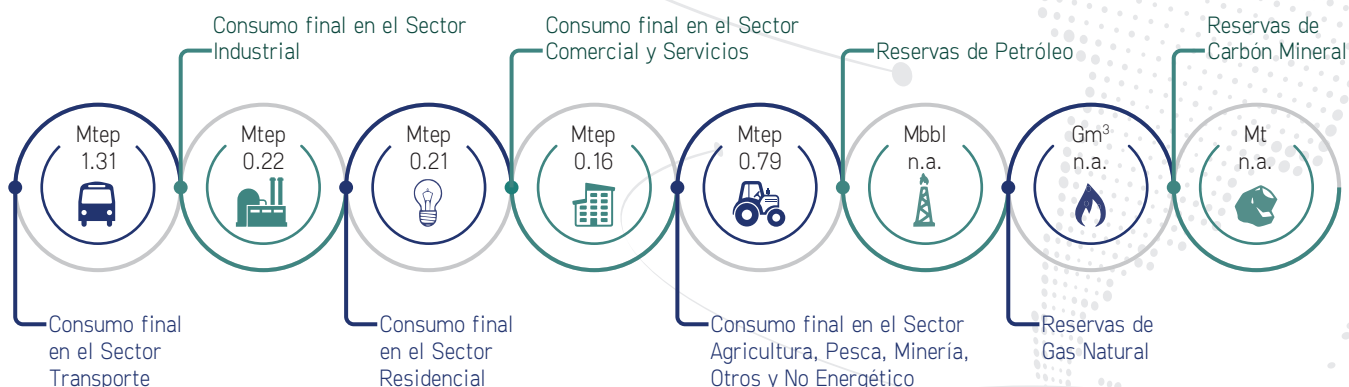 Consumo final en el Sector
Industrial
Consumo final en el Sector
Comercial y Servicios
Reservas de Petróleo
Reservas de
Carbón Mineral
Mtep
1.31
Mtep
0.22
Mtep
0.21
Mtep
0.16
Mtep
0.79
Mbbl
n.a.
Gm³
n.a.
Mt
n.a.
Consumo final
en el Sector
Transporte
Consumo final
en el Sector
Residencial
Consumo final en el Sector
Agricultura, Pesca, Minería,
Otros y No Energético
Reservas de
Gas Natural